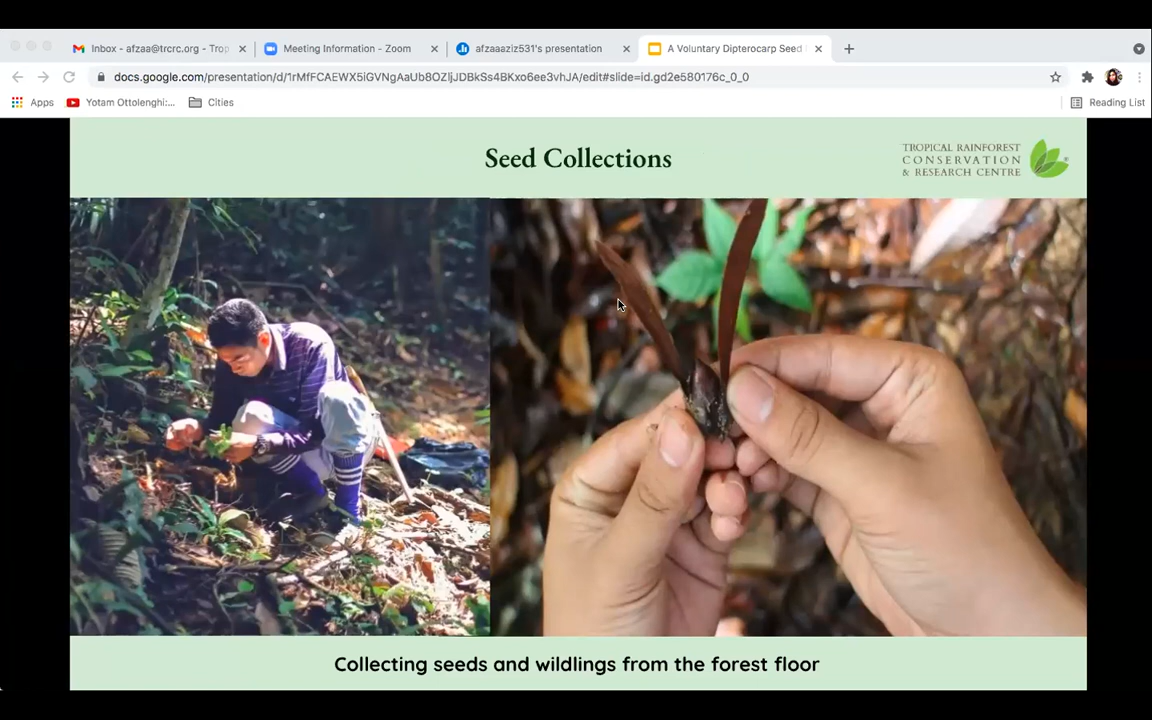 Inbox - afzaa@trcrc.org - Trop
Meeting Information - Zoom
afzaaaziz531's presentation
A Voluntary Dipterocarp Seed
docs.google.com/presentation/d/1rMfFCAEWX5iGVNgAaUb8OZljJDBkSs4BKxo6ee3vhJA/edit#slide=id.gd2e580176c_0_0
Apps
Yotam Ottolenghi:...
Cities
Reading List
Seed Collections
TROPICAL RAINFOREST
CONSERVATION
& RESEARCH CENTRE
Collecting seeds and wildlings from the forest floor